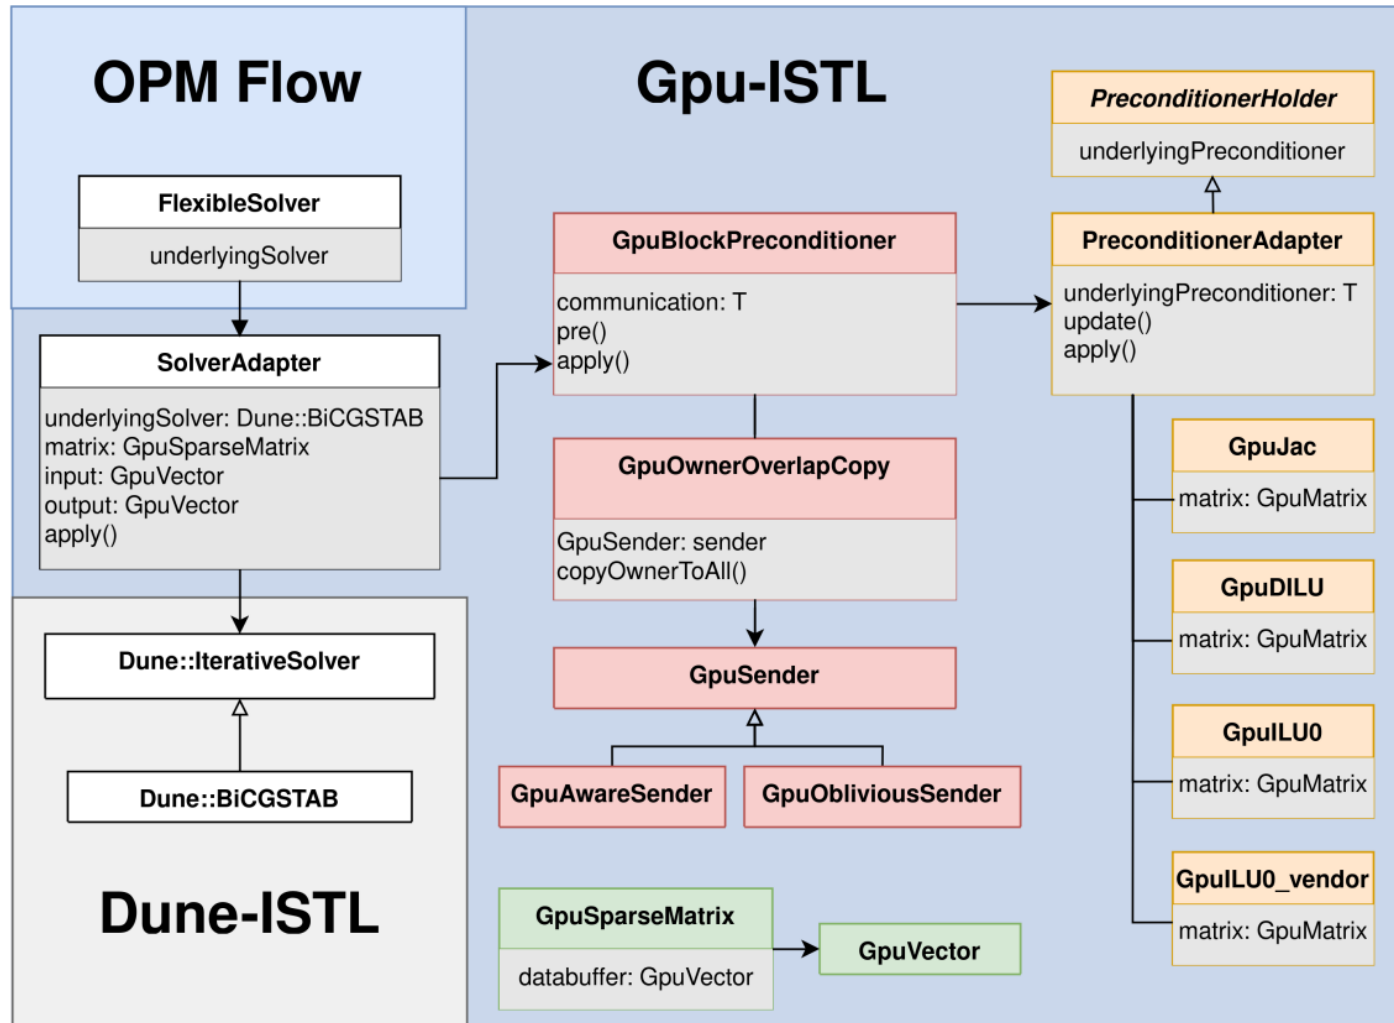 OPM Flow
FlexibleSolver
underlyingSolver
SolverAdapter
underlyingSolver: Dune::BiCGSTAB
matrix: GpuSparseMatrix
input: GpuVector
output: GpuVector
apply()
Dune::IterativeSolver
Dune::BiCGSTAB
Dune-ISTL
Gpu-ISTL
GpuBlockPreconditioner
communication: T
pre()
apply()
GpuOwnerOverlapCopy
GpuSender: sender
copyOwnerToAll()
GpuSender
GpuAwareSender
GpuObliviousSender
GpuSparseMatrix
databuffer: GpuVector
GpuVector
PreconditionerHolder
underlyingPreconditioner
PreconditionerAdapter
underlyingPreconditioner: T
update()
apply()
GpuJac
matrix: GpuMatrix
GpuDILU
matrix: GpuMatrix
GpuILU0
matrix: GpuMatrix
GpuILU0_vendor
matrix: GpuMatrix